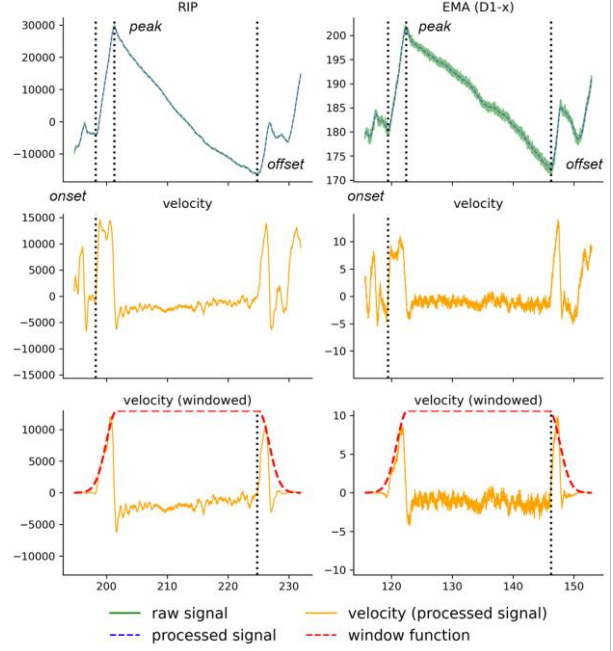 RIP
EMA (D1-x)
peak
peak
30000
20000
10000
0
−10000
200
195
190
185
180
175
170
offset
offset
onset
onset
velocity
velocity
15000
10000
5000
0
−5000
−10000
−15000
10
5
0
−5
−10
velocity (windowed)
velocity (windowed)
10000
5000
0
−5000
−10000
10
5
0
−5
−10
200
210
220
230
120
130
140
150
raw signal
processed signal
velocity (processed signal)
window function